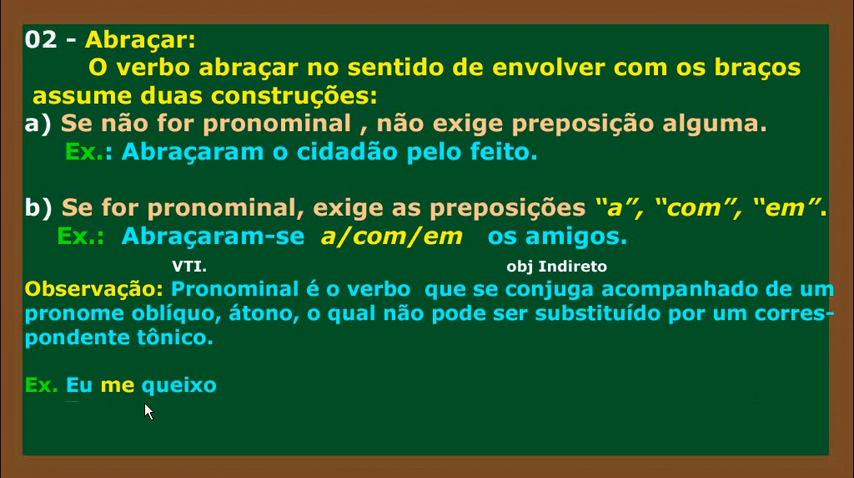 02 - Abraçar:
O verbo abraçar no sentido de envolver com os braços
assume duas construções:
a) Se não for pronominal , não exige preposição alguma.
Ex.: Abraçaram o cidadão pelo feito.
b) Se for pronominal, exige as preposições “a”, “com”, “em”.
Ex.: Abraçaram-se a/com/em os amigos.
VTI. obj Indireto
Observação: Pronominal é o verbo que se conjuga acompanhado de um
pronome oblíquo, átono, o qual não pode ser substituído por um corres-
pondente tônico.
Ex. Eu me queixo